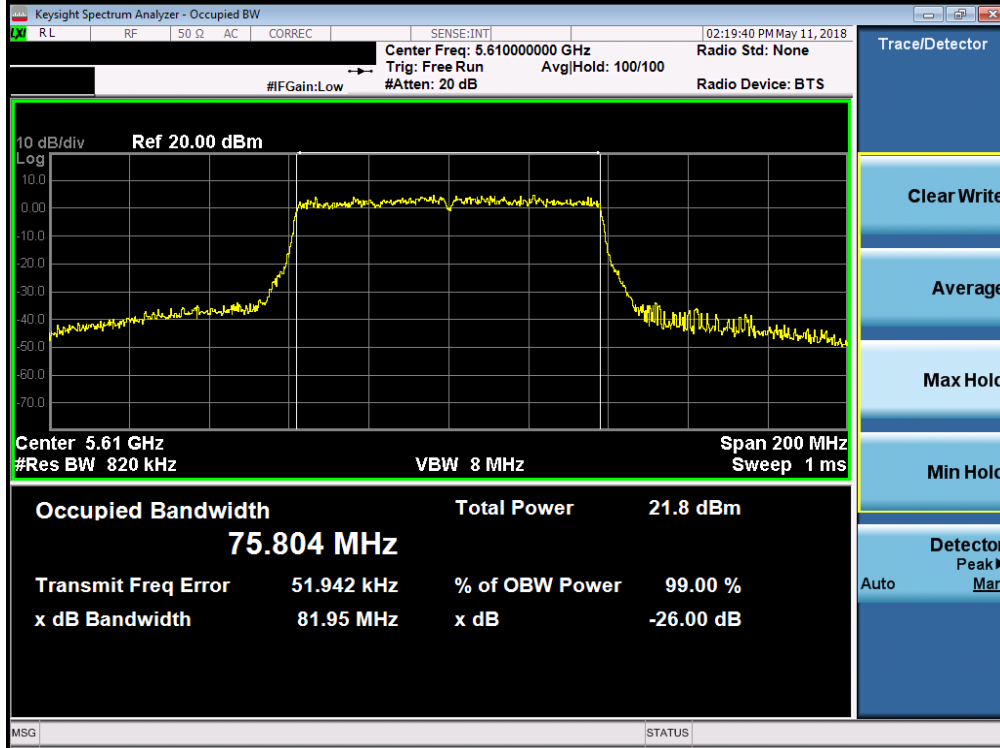 Keysight Spectrum Analyzer - Occupied BW
LXI RL RF 50 Ω AC CORREC SENSE:INT 02:19:40 PM May 11, 2018
Center Freq: 5.610000000 GHz Radio Std: None
Trig: Free Run Avg|Hold: 100/100
#IFGain:Low #Atten: 20 dB Radio Device: BTS
10 dB/div Ref 20.00 dBm
Log
10.0
0.00
-10.0
-20.0
-30.0
-40.0
-50.0
-60.0
-70.0
Center 5.61 GHz Span 200 MHz
#Res BW 820 kHz VBW 8 MHz Sweep 1 ms
Occupied Bandwidth Total Power 21.8 dBm
75.804 MHz
Transmit Freq Error 51.942 kHz % of OBW Power 99.00 %
x dB Bandwidth 81.95 MHz x dB -26.00 dB
MSG STATUS
Trace/Detector
Clear Write
Average
Max Hold
Min Hold
Detector
Peak
Auto Man